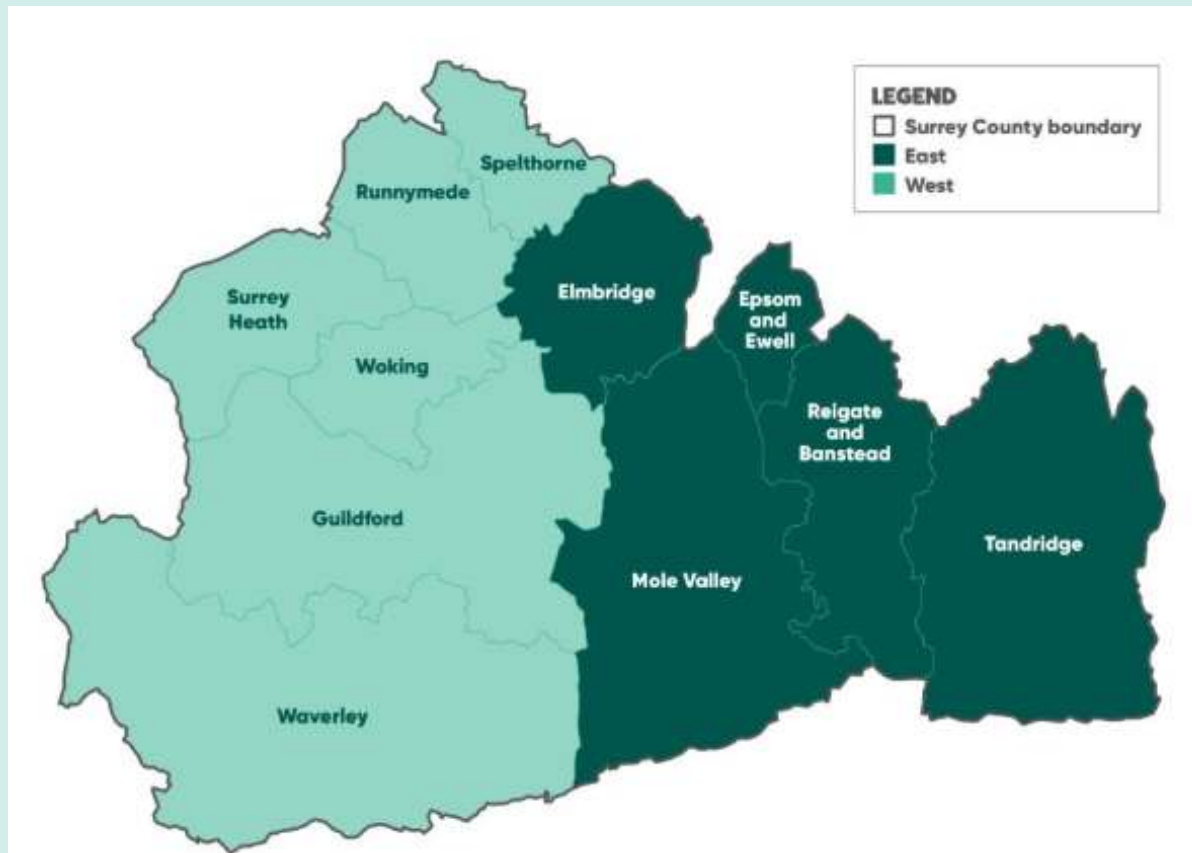 LEGEND
Surrey County boundary
East
West
Spelthorne
Runnymede
Elmbridge
Surrey
Heath
Epsom
and
Ewell
Woking
Reigate
and
Banstead
Guildford
Tandridge
Mole Valley
Waverley